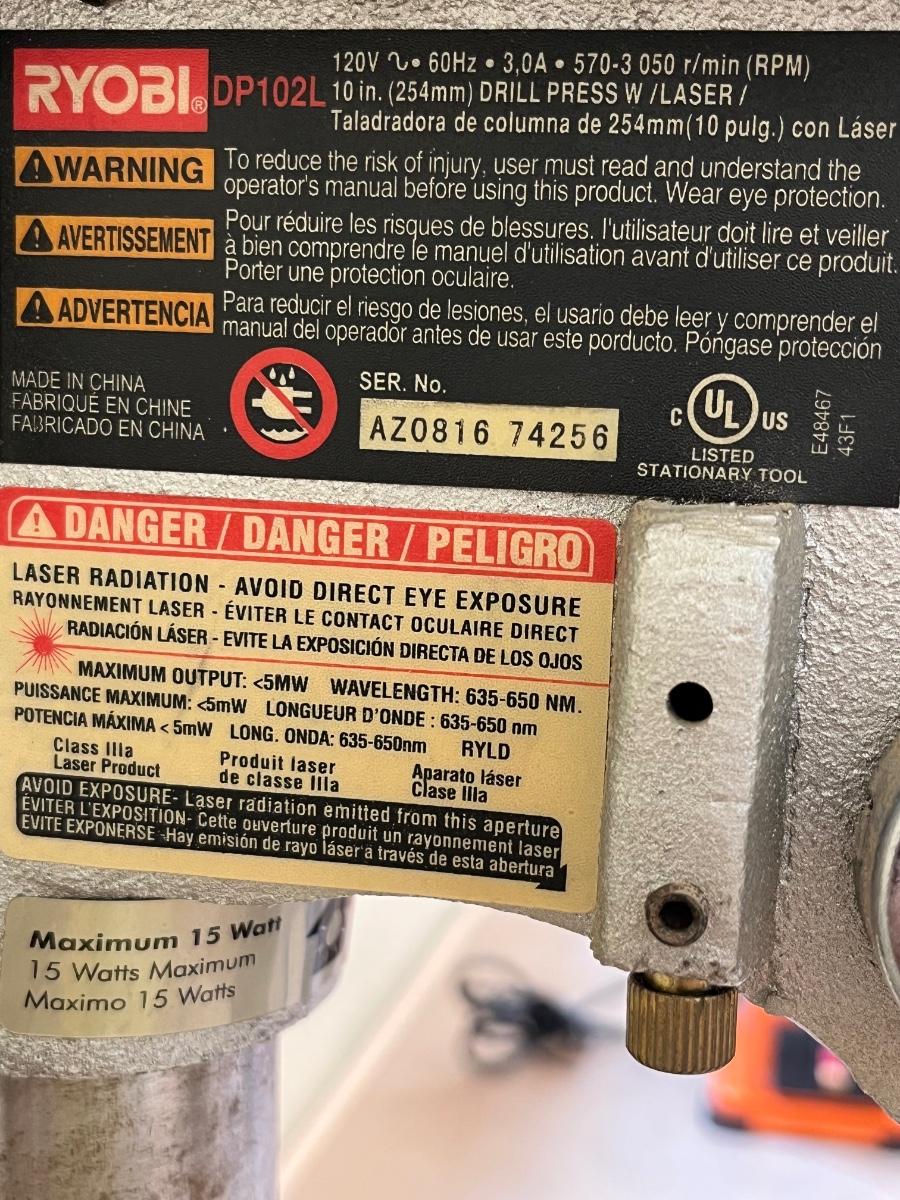 RYOBI® DP102L
120V ∿ • 60Hz • 3,0A • 570-3 050 r/min (RPM)
10 in. (254mm) DRILL PRESS W /LASER /
Taladradora de columna de 254mm(10 pulg.) con Láser
WARNING
To reduce the risk of injury, user must read and understand the
operator's manual before using this product. Wear eye protection.
AVERTISSEMENT
Pour réduire les risques de blessures. l'utilisateur doit lire et veiller
à bien comprendre le manuel d'utilisation avant d'utiliser ce produit.
Porter une protection oculaire.
ADVERTENCIA
Para reducir el riesgo de lesiones, el usario debe leer y comprender el
manual del operador antes de usar este porducto. Póngase protección
MADE IN CHINA
FABRIQUÉ EN CHINE
FABRICADO EN CHINA
SER. No.
AZ0816 74256
C UL US
LISTED
STATIONARY TOOL
E48467
43F1
DANGER / DANGER / PELIGRO
LASER RADIATION - AVOID DIRECT EYE EXPOSURE
RAYONNEMENT LASER - ÉVITER LE CONTACT OCULAIRE DIRECT
RADIACIÓN LÁSER - EVITE LA EXPOSICIÓN DIRECTA DE LOS OJOS
MAXIMUM OUTPUT: <5MW WAVELENGTH: 635-650 NM.
PUISSANCE MAXIMUM: <5mW LONGUEUR D'ONDE : 635-650 nm
POTENCIA MÁXIMA < 5mW LONG. ONDA: 635-650nm RYLD
Class IIIa
Laser Product
Produit laser
de classe IIIa
Aparato láser
Clase IIIa
AVOID EXPOSURE- Laser radiation emitted from this aperture
ÉVITER L'EXPOSITION- Cette ouverture produit un rayonnement laser
EVITE EXPONERSE -Hay emisión de rayo láser a través de esta abertura
Maximum 15 Watt
15 Watts Maximum
Maximo 15 Watts